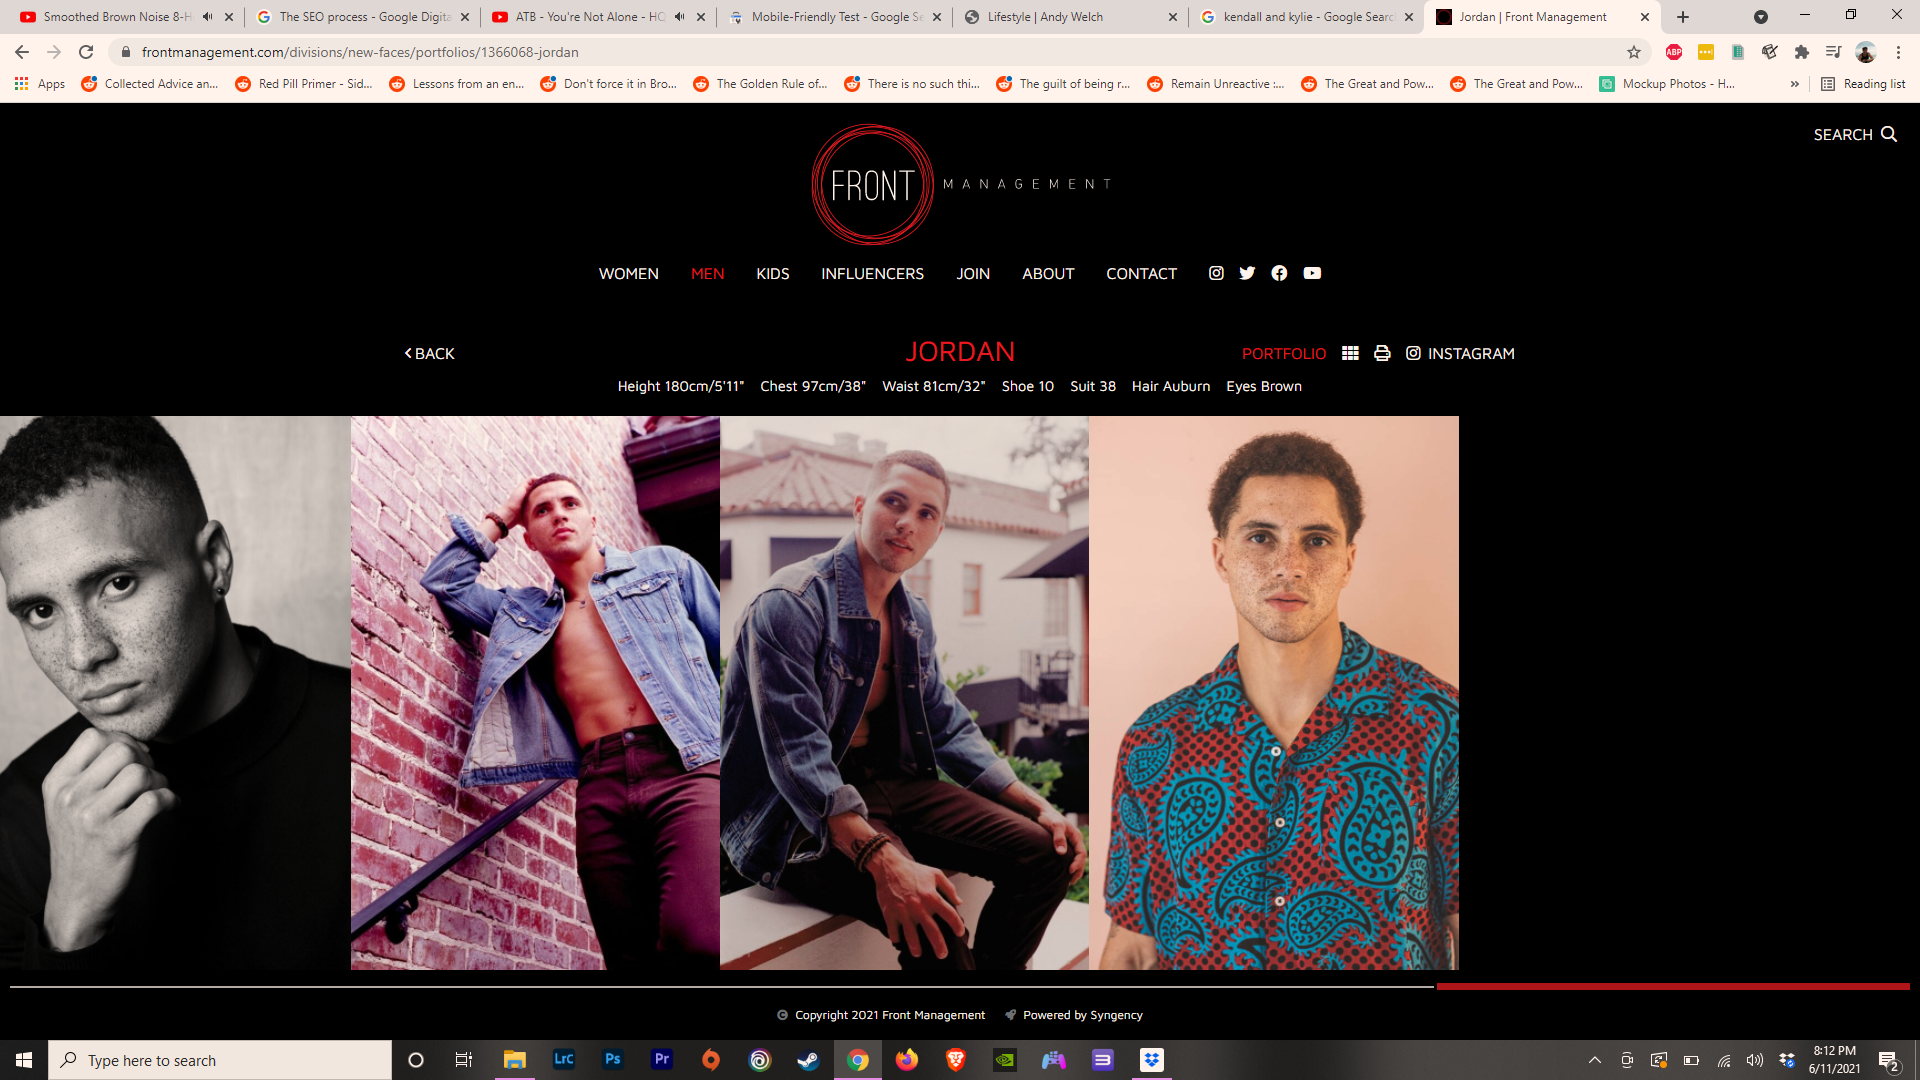 Smoothed Brown Noise 8-H
The SEO process - Google Digita
ATB - You're Not Alone - HQ
Mobile-Friendly Test - Google Se
Lifestyle | Andy Welch
kendall and kylie - Google Searc
Jordan | Front Management
frontmanagement.com/divisions/new-faces/portfolios/1366068-jordan
ABP
Apps
Collected Advice an...
Red Pill Primer - Sid...
Lessons from an en...
Don't force it in Bro...
The Golden Rule of...
There is no such thi...
The guilt of being r...
Remain Unreactive :...
The Great and Pow...
The Great and Pow...
Mockup Photos - H...
»
Reading list
SEARCH
FRONT MANAGEMENT
WOMEN MEN KIDS INFLUENCERS JOIN ABOUT CONTACT
BACK
JORDAN
PORTFOLIO INSTAGRAM
Height 180cm/5'11" Chest 97cm/38" Waist 81cm/32" Shoe 10 Suit 38 Hair Auburn Eyes Brown
Copyright 2021 Front Management Powered by Syngency
Type here to search
LrC
Ps
Pr
8:12 PM
6/11/2021
2